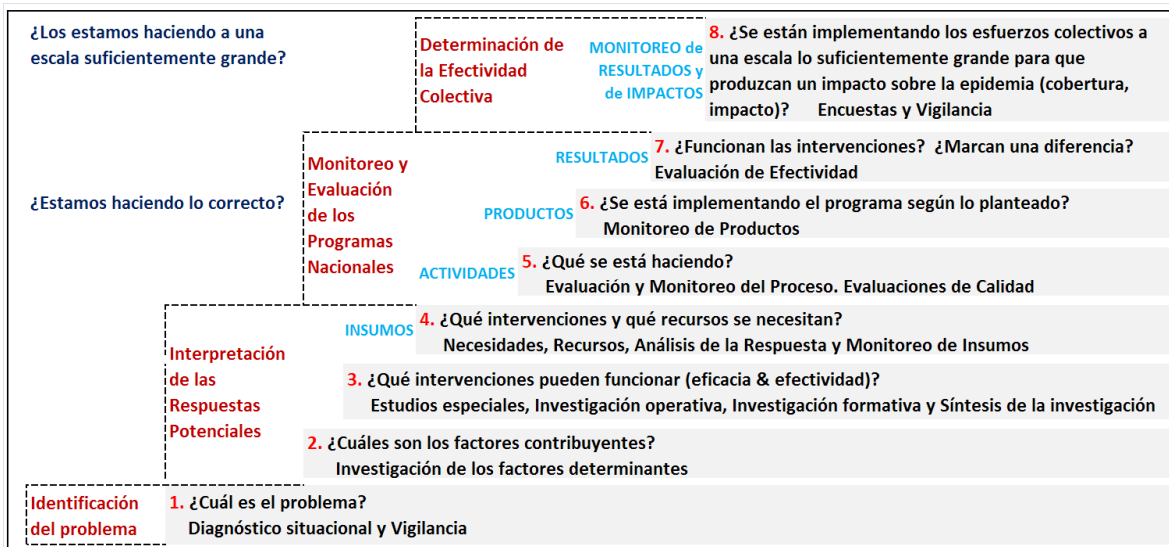 ¿Los estamos haciendo a una
escala suficientemente grande?
Determinación de
la Efectividad
Colectiva
MONITOREO de
RESULTADOS y
de IMPACTOS
8. ¿Se están implementando los esfuerzos colectivos a
una escala lo suficientemente grande para que
produzcan un impacto sobre la epidemia (cobertura,
impacto)? Encuestas y Vigilancia
¿Estamos haciendo lo correcto?
Monitoreo y
Evaluación
de los
Programas
Nacionales
RESULTADOS
7. ¿Funcionan las intervenciones? ¿Marcan una diferencia?
Evaluación de Efectividad
PRODUCTOS
6. ¿Se está implementando el programa según lo planteado?
Monitoreo de Productos
ACTIVIDADES
5. ¿Qué se está haciendo?
Evaluación y Monitoreo del Proceso. Evaluaciones de Calidad
Interpretación
de las
Respuestas
Potenciales
INSUMOS
4. ¿Qué intervenciones y qué recursos se necesitan?
Necesidades, Recursos, Análisis de la Respuesta y Monitoreo de Insumos
3. ¿Qué intervenciones pueden funcionar (eficacia & efectividad)?
Estudios especiales, Investigación operativa, Investigación formativa y Síntesis de la investigación
2. ¿Cuáles son los factores contribuyentes?
Investigación de los factores determinantes
Identificación
del problema
1. ¿Cuál es el problema?
Diagnóstico situacional y Vigilancia